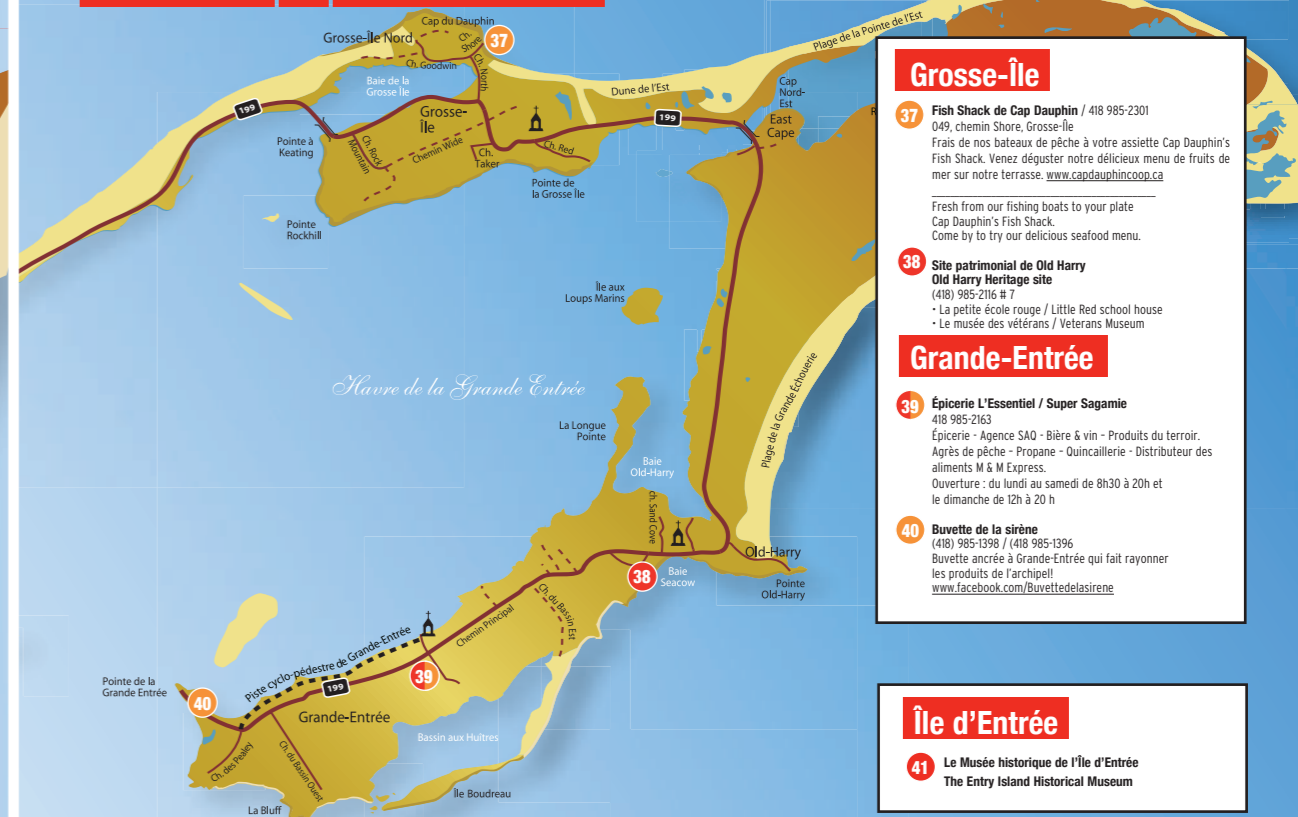 Cap du Dauphin
Grosse-Île Nord
Ch. Shore
37
Ch. Goodwin
Ch. North
Baie de la
Grosse Île
199
Grosse-
Île
Pointe à
Keating
Ch. Rock
Mountain
Chemin Wide
Ch.
Taker
Ch. Red
Pointe de
la Grosse Île
Pointe
Rockhill
Dune de l'Est
199
Plage de la Pointe de l'Est
Cap
Nord-
Est
East
Cape
R
Île aux
Loups Marins
Havre de la Grande Entrée
La Longue
Pointe
Baie
Old-Harry
Plage de la Grande Échouerie
ch. Sand Cove
Old-Harry
38
Baie
Seacow
Pointe
Old-Harry
Ch. du Bassin Est
Chemin Principal
Piste cyclo-pédestre de Grande-Entrée
39
199
Pointe de la
Grande Entrée
40
Grande-Entrée
Ch. des Pealey
Ch. du Bassin Ouest
Bassin aux Huîtres
Île Boudreau
La Bluff
Grosse-Île
37
Fish Shack de Cap Dauphin / 418 985-2301
049, chemin Shore, Grosse-Île
Frais de nos bateaux de pêche à votre assiette Cap Dauphin's
Fish Shack. Venez déguster notre délicieux menu de fruits de
mer sur notre terrasse. www.capdauphincoop.ca
Fresh from our fishing boats to your plate
Cap Dauphin's Fish Shack.
Come by to try our delicious seafood menu.
38
Site patrimonial de Old Harry
Old Harry Heritage site
(418) 985-2116 # 7
• La petite école rouge / Little Red school house
• Le musée des vétérans / Veterans Museum
Grande-Entrée
39
Épicerie L'Essentiel / Super Sagamie
418 985-2163
Épicerie - Agence SAQ - Bière & vin - Produits du terroir.
Agrès de pêche - Propane - Quincaillerie - Distributeur des
aliments M & M Express.
Ouverture : du lundi au samedi de 8h30 à 20h et
le dimanche de 12h à 20 h
40
Buvette de la sirène
(418) 985-1398 / (418 985-1396
Buvette ancrée à Grande-Entrée qui fait rayonner
les produits de l'archipel!
www.facebook.com/Buvettedelasirene
Île d'Entrée
41
Le Musée historique de l'Île d'Entrée
The Entry Island Historical Museum